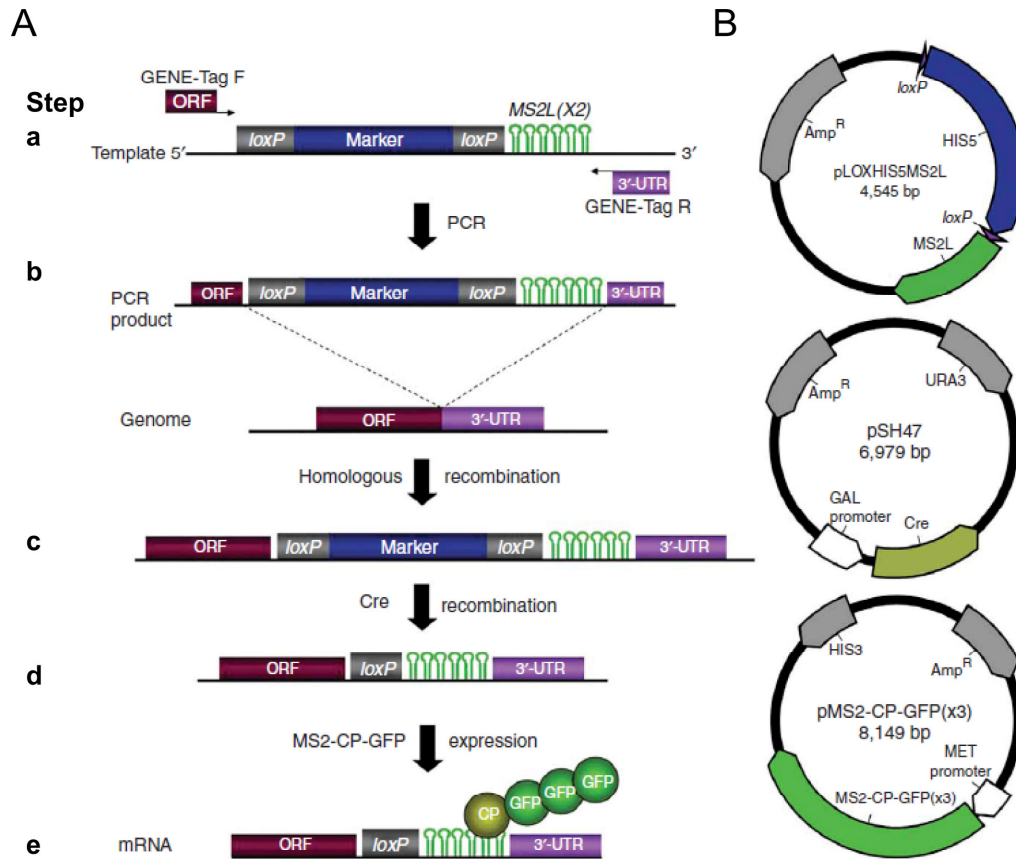 A
B
GENE-Tag F
ORF
Step
a
MS2L(X2)
loxP
Marker
loxP
Template 5′
3′
3′-UTR
GENE-Tag R
PCR
b
ORF
loxP
Marker
loxP
3′-UTR
PCR
product
Genome
ORF
3′-UTR
Homologous
recombination
c
ORF
loxP
Marker
loxP
3′-UTR
Cre
recombination
d
ORF
loxP
3′-UTR
MS2-CP-GFP
expression
CP
GFP
GFP
GFP
e
mRNA
ORF
loxP
3′-UTR
loxP
AmpR
HIS5
pLOXHIS5MS2L
4,545 bp
loxP
MS2L
AmpR
URA3
pSH47
6,979 bp
GAL
promoter
Cre
HIS3
AmpR
pMS2-CP-GFP(x3)
8,149 bp
MET
promoter
MS2-CP-GFP(x3)